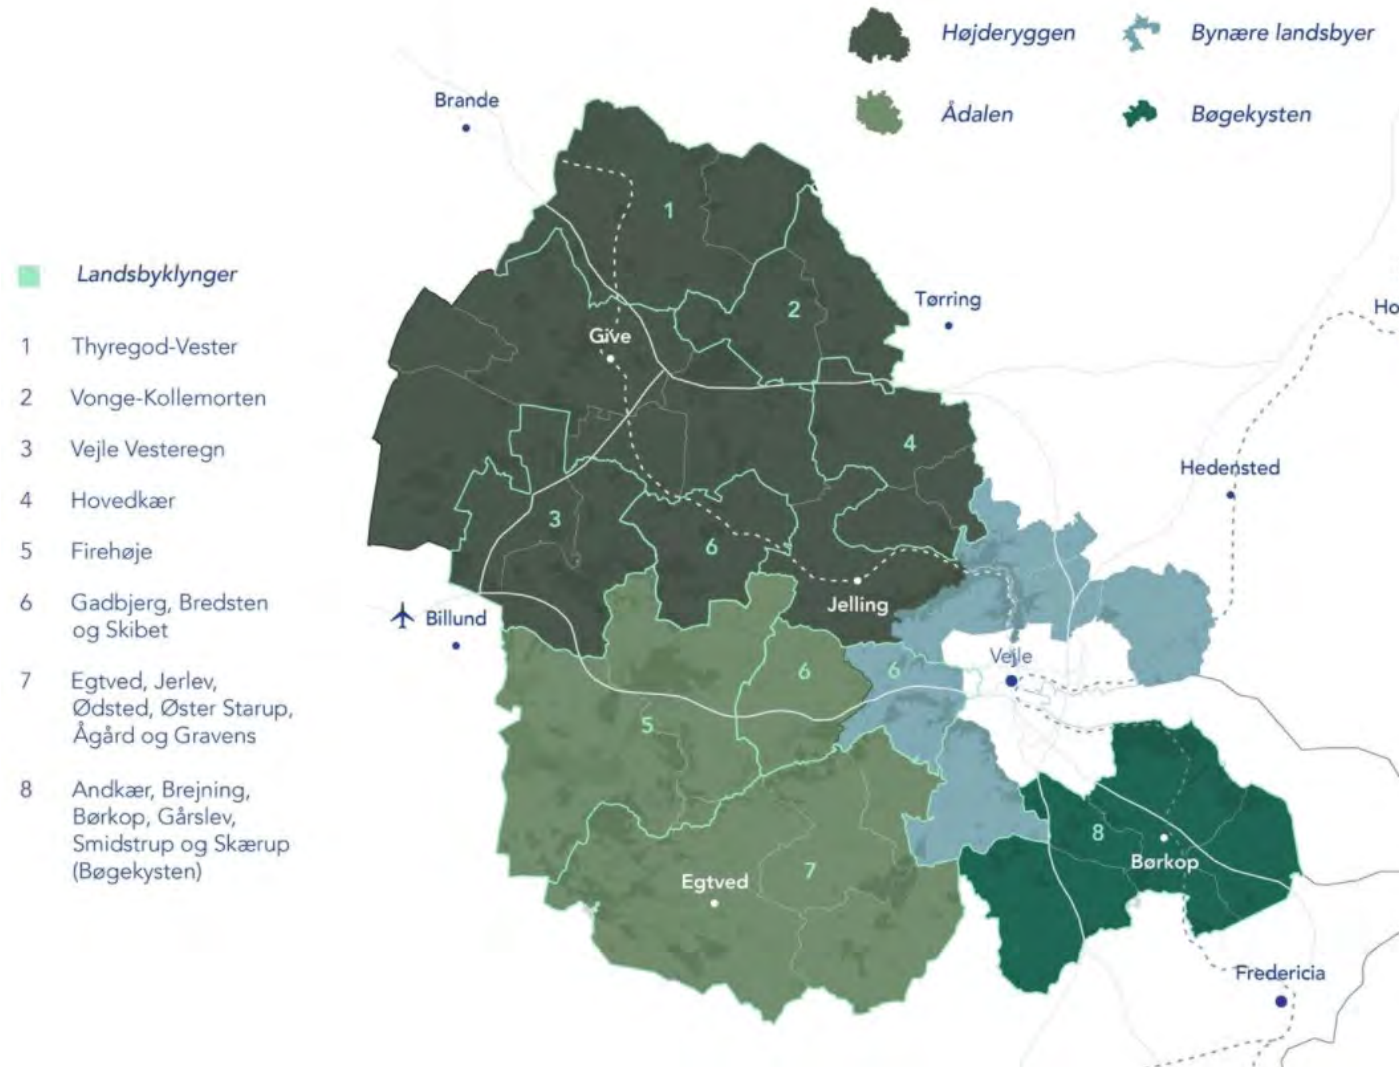 Højderyggen
Bynære landsbyer
Ådalen
Bøgekysten
Landsbyklynger
1 Thyregod-Vester
2 Vonge-Kollemorten
3 Vejle Vesteregn
4 Hovedkær
5 Firehøje
6 Gadbjerg, Bredsten
og Skibet
7 Egtved, Jerlev,
Ødsted, Øster Starup,
Ågård og Gravens
8 Andkær, Brejning,
Børkop, Gårslev,
Smidstrup og Skærup
(Bøgekysten)
Brande
1
Tørring
2
Ho
Give
4
Hedensted
3
6
Jelling
Billund
Vejle
6
6
5
8
Børkop
7
Egtved
Fredericia